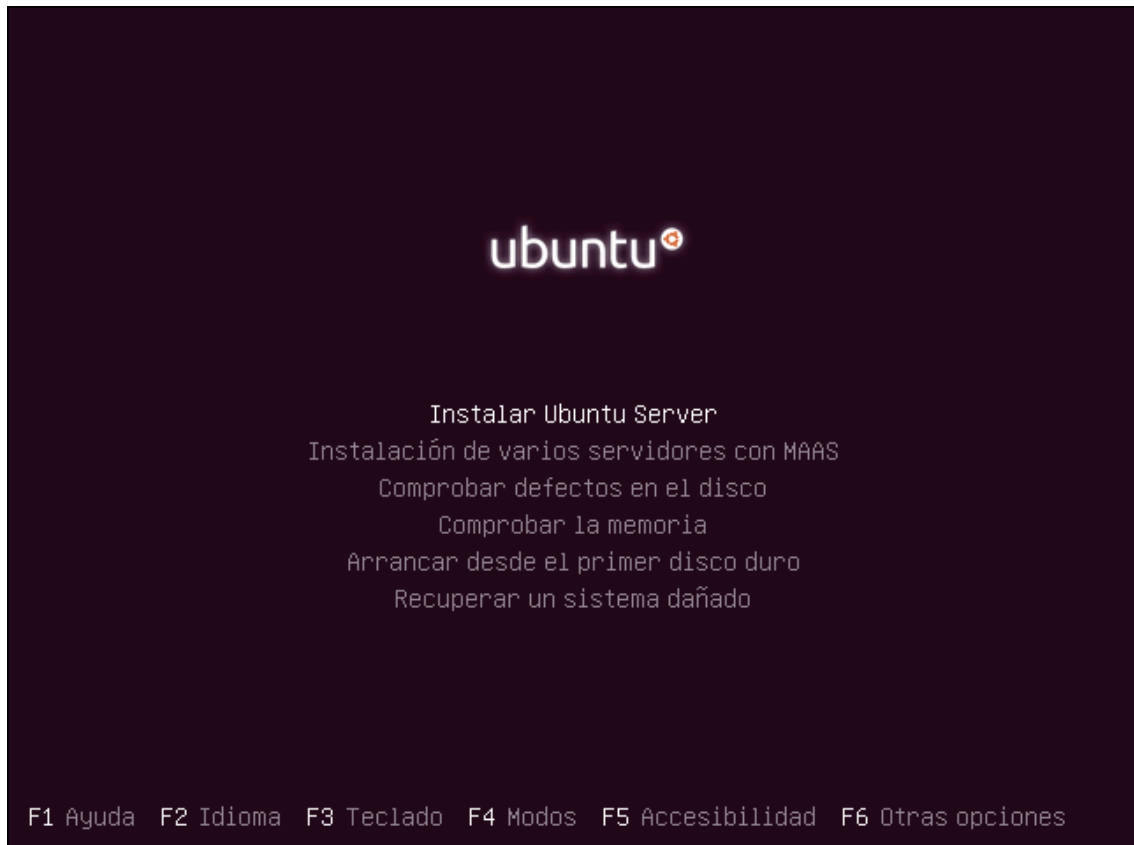 ubuntu
Instalar Ubuntu Server
Instalación de varios servidores con MAAS
Comprobar defectos en el disco
Comprobar la memoria
Arrancar desde el primer disco duro
Recuperar un sistema dañado
F1 Ayuda F2 Idioma F3 Teclado F4 Modos F5 Accesibilidad F6 Otras opciones